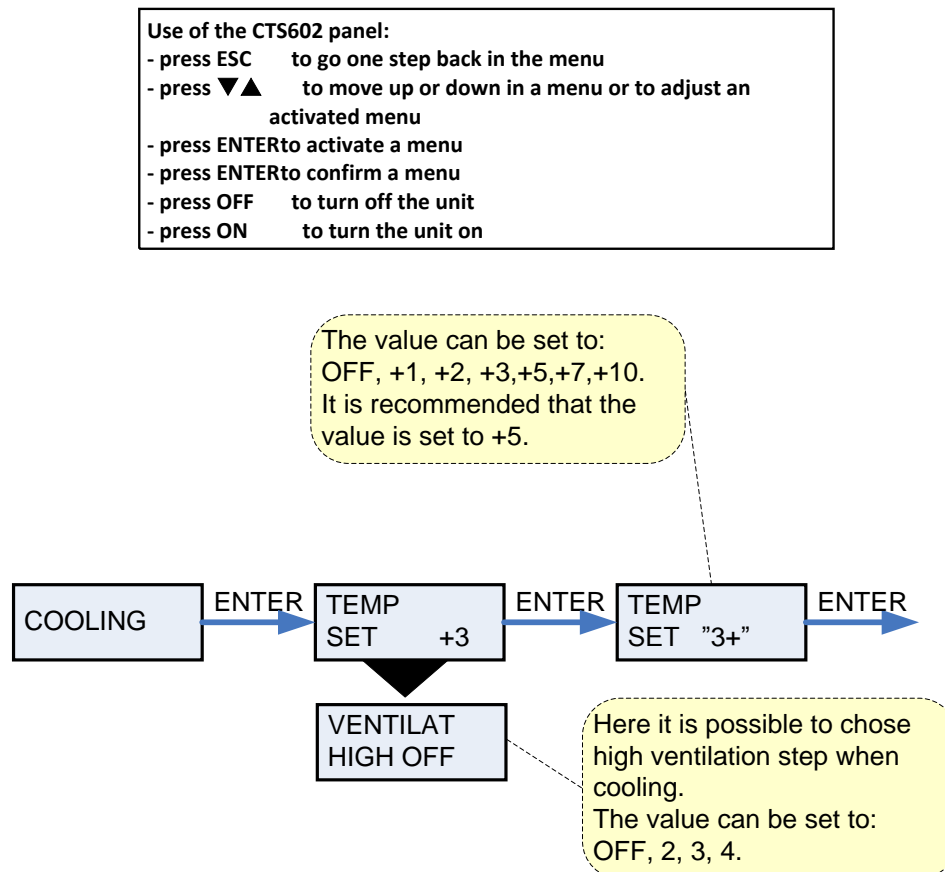 Use of the CTS602 panel:
- press ESC to go one step back in the menu
- press ▼▲ to move up or down in a menu or to adjust an
activated menu
- press ENTERto activate a menu
- press ENTERto confirm a menu
- press OFF to turn off the unit
- press ON to turn the unit on
The value can be set to:
OFF, +1, +2, +3,+5,+7,+10.
It is recommended that the
value is set to +5.
COOLING
ENTER
TEMP
SET +3
ENTER
TEMP
SET ”3+”
ENTER
VENTILAT
HIGH OFF
Here it is possible to chose
high ventilation step when
cooling.
The value can be set to:
OFF, 2, 3, 4.